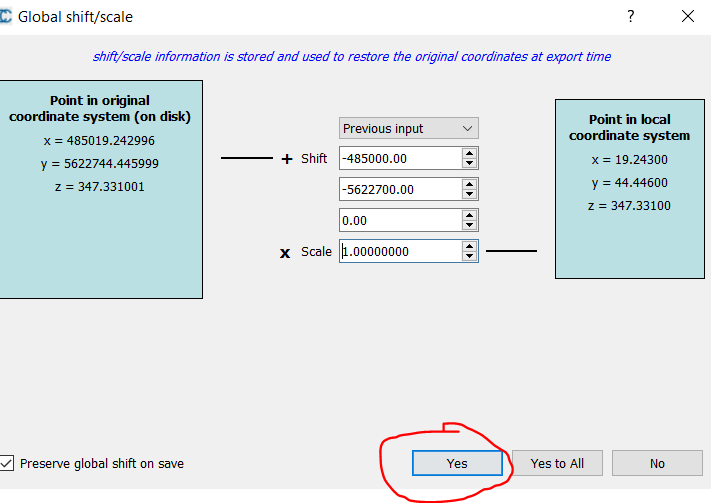 Global shift/scale
shift/scale information is stored and used to restore the original coordinates at export time
Point in original
coordinate system (on disk)
x = 485019.242996
y = 5622744.445999
z = 347.331001
Previous input
+ Shift -485000.00
-5622700.00
0.00
x Scale 1.00000000
Point in local
coordinate system
x = 19.24300
y = 44.44600
z = 347.33100
Preserve global shift on save
Yes
Yes to All
No